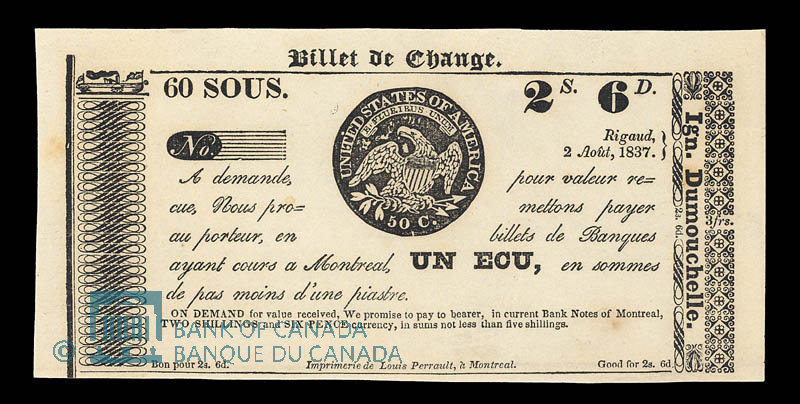 Billet de Change.
60 SOUS.
2 S. 6 D.
UNITED STATES OF AMERICA
E PLURIBUS UNUM
50 C.
No.
Rigaud,
2 Août, 1837.
A demande, pour valeur re=
cue, Nous pro= mettons payer
au porteur, en billets de Banques
ayant cours a Montreal, UN ECU, en sommes
de pas moins d'une piastre.
ON DEMAND for value received, We promise to pay to bearer, in current Bank Notes of Montreal,
TWO SHILLINGS and SIX PENCE currency, in sums not less than five shillings.
Bon pour 2s. 6d. Imprimerie de Louis Perrault, à Montreal. Good for 2s. 6d.
2s. 6d.
Ign. Dumouchelle.
3 frs.
© BANK OF CANADA
BANQUE DU CANADA